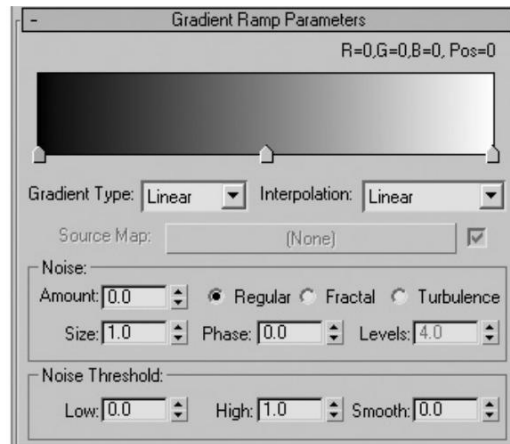 - Gradient Ramp Parameters
R=0,G=0,B=0, Pos=0
Gradient Type: Linear Interpolation: Linear
Source Map: (None)
Noise:
Amount: 0.0 Regular Fractal Turbulence
Size: 1.0 Phase: 0.0 Levels: 4.0
Noise Threshold:
Low: 0.0 High: 1.0 Smooth: 0.0